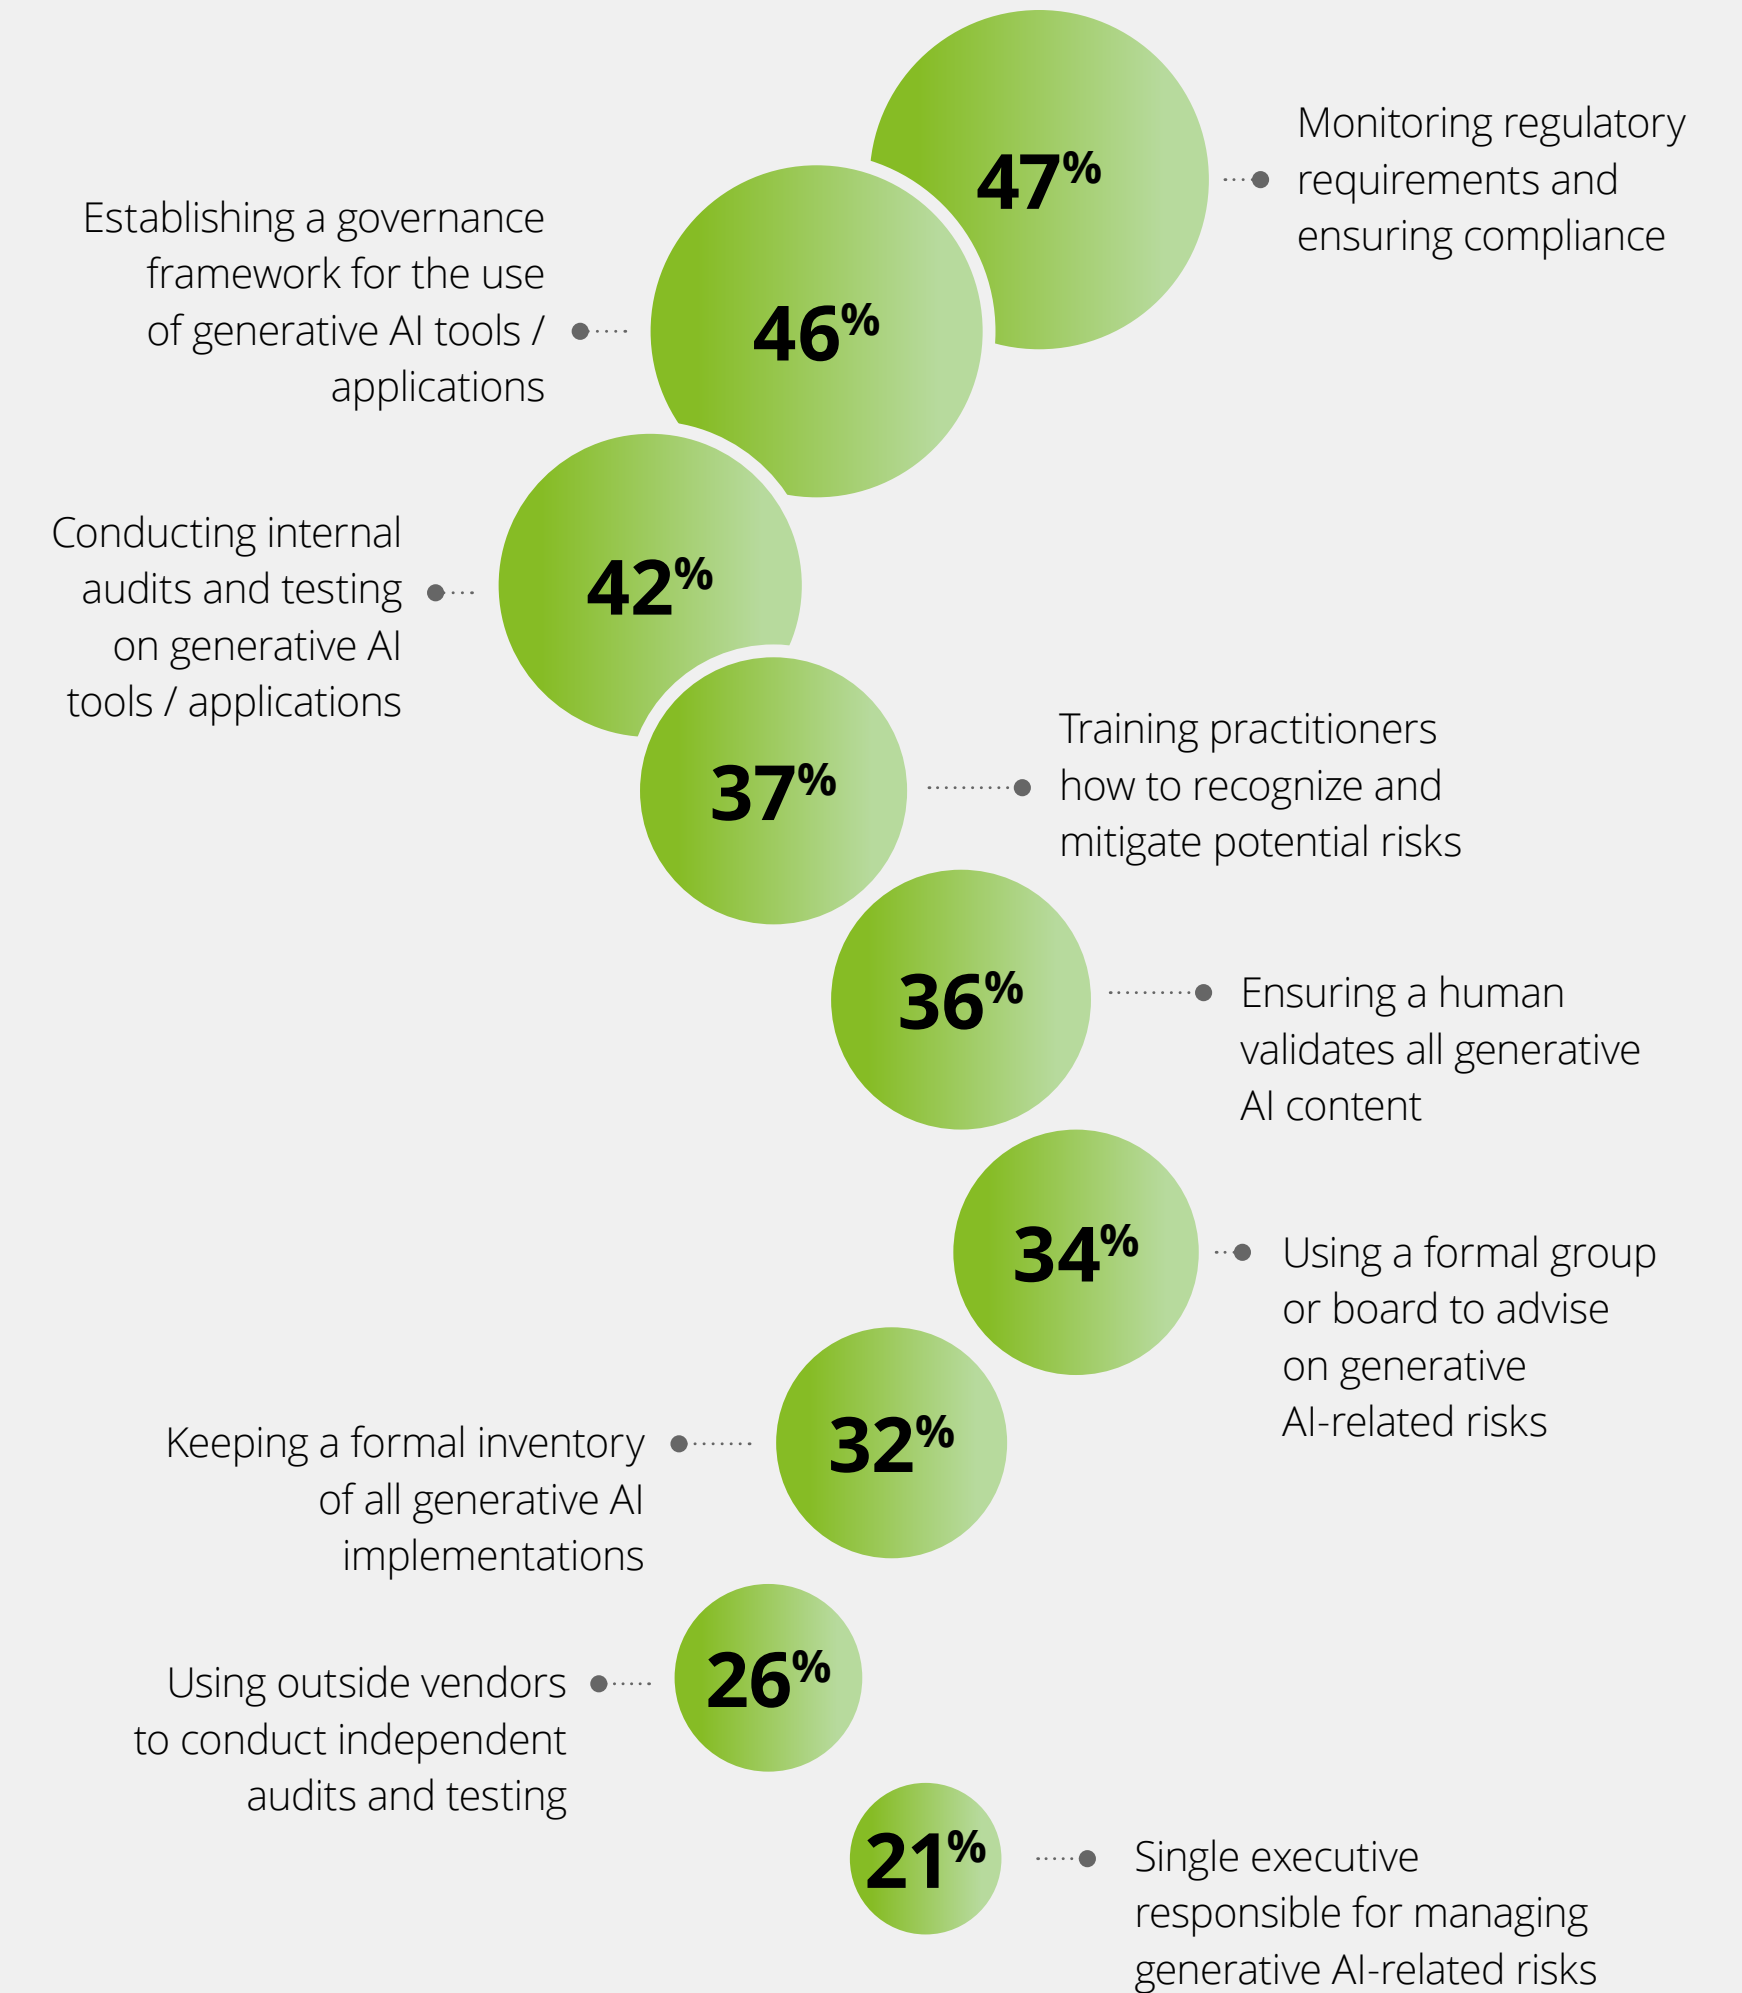 47%
Monitoring regulatory
requirements and
ensuring compliance
Establishing a governance
framework for the use
of generative AI tools /
applications
46%
Conducting internal
audits and testing
on generative AI
tools / applications
42%
37%
Training practitioners
how to recognize and
mitigate potential risks
36%
Ensuring a human
validates all generative
AI content
34%
Using a formal group
or board to advise
on generative
AI-related risks
Keeping a formal inventory
of all generative AI
implementations
32%
Using outside vendors
to conduct independent
audits and testing
26%
21%
Single executive
responsible for managing
generative AI-related risks